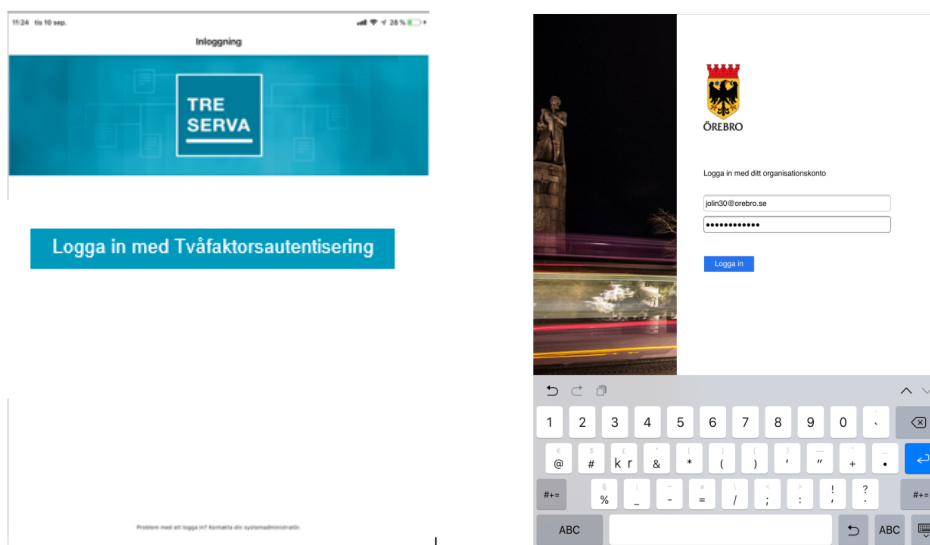 11:24 tis 10 sep.
28 %
Inloggning
TRE
SERVA
Logga in med Tvåfaktorsautentisering
Problem med att logga in? Kontakta din systemadministratör.
ÖREBRO
Logga in med ditt organisationskonto
jolin30@orebro.se
••••••••••••
Logga in
1 2 3 4 5 6 7 8 9 0 `
@ # kr & * ( ) ' " + •
#+= % _ - = / ; : ! ? #+=
ABC ABC